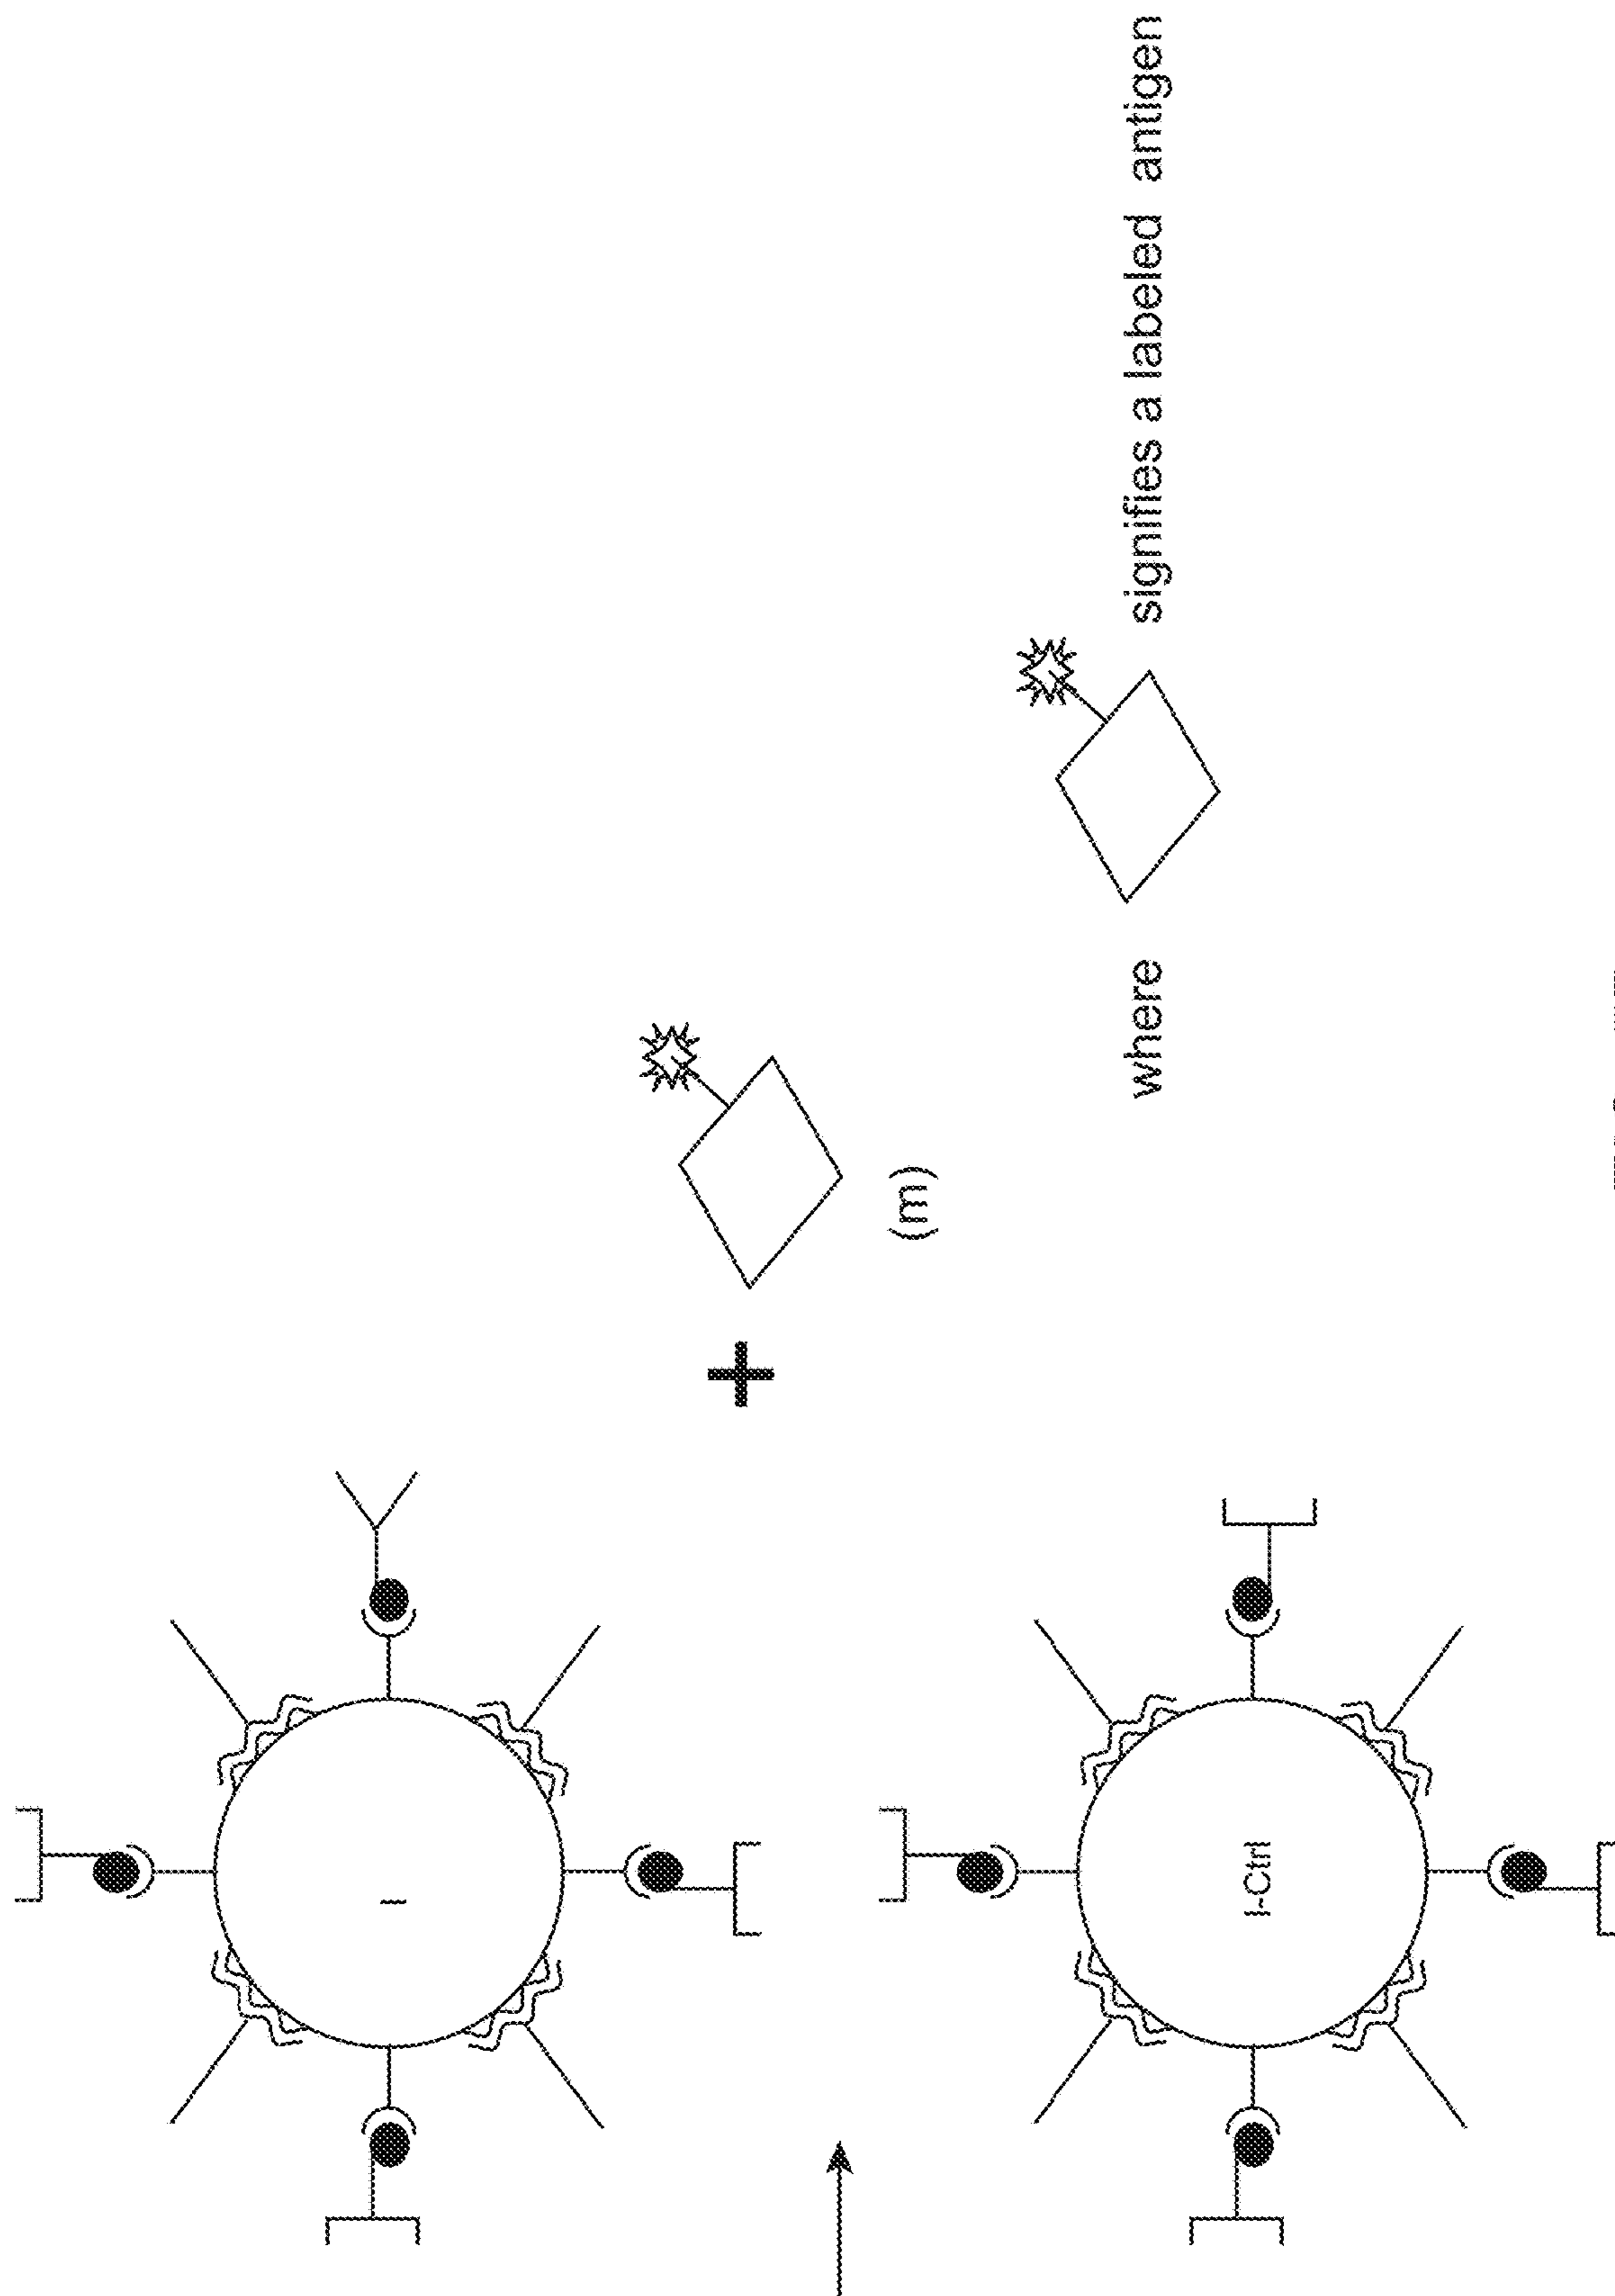 I
+
(m)
I-Ctrl
where signifies a labeled antigen